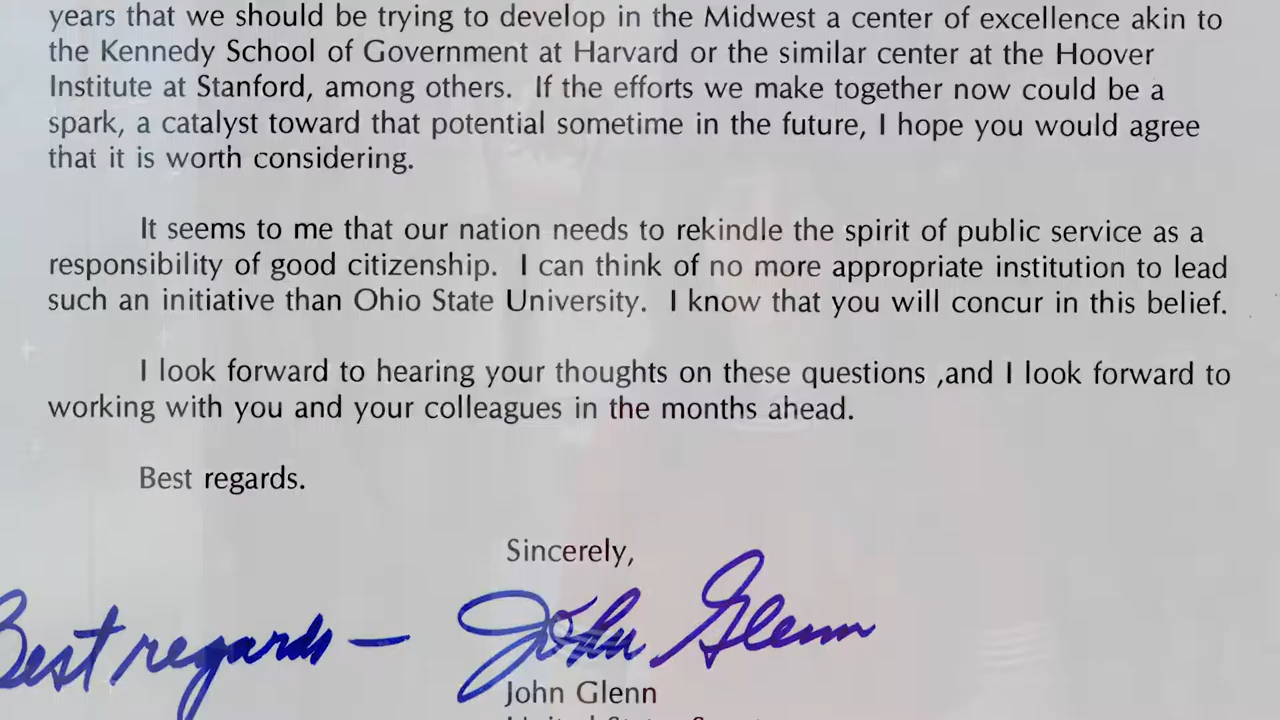 years that we should be trying to develop in the Midwest a center of excellence akin to
the Kennedy School of Government at Harvard or the similar center at the Hoover
Institute at Stanford, among others. If the efforts we make together now could be a
spark, a catalyst toward that potential sometime in the future, I hope you would agree
that it is worth considering.
It seems to me that our nation needs to rekindle the spirit of public service as a
responsibility of good citizenship. I can think of no more appropriate institution to lead
such an initiative than Ohio State University. I know that you will concur in this belief.
I look forward to hearing your thoughts on these questions ,and I look forward to
working with you and your colleagues in the months ahead.
Best regards.
Sincerely,
Best regards — John Glenn
John Glenn